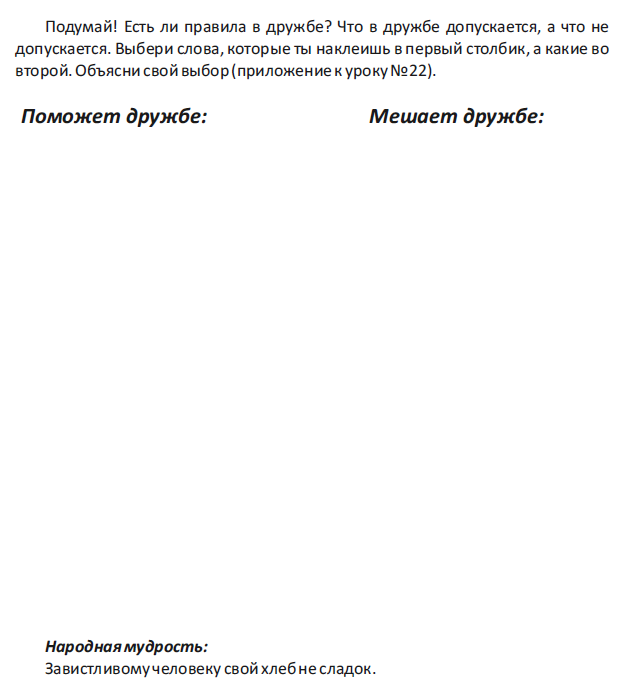 Подумай! Есть ли правила в дружбе? Что в дружбе допускается, а что не
допускается. Выбери слова, которые ты наклеишь в первый столбик, а какие во
второй. Объясни свой выбор (приложение к уроку №22).
Поможет дружбе: Мешает дружбе:
Народная мудрость:
Завистливому человеку свой хлеб не сладок.